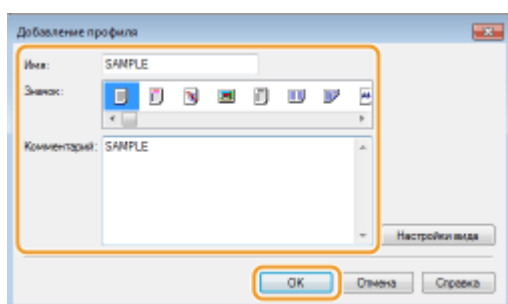 Добавление профиля
Имя: SAMPLE
Значок:
Комментарий: SAMPLE
Настройки вида
OK Отмена Справка